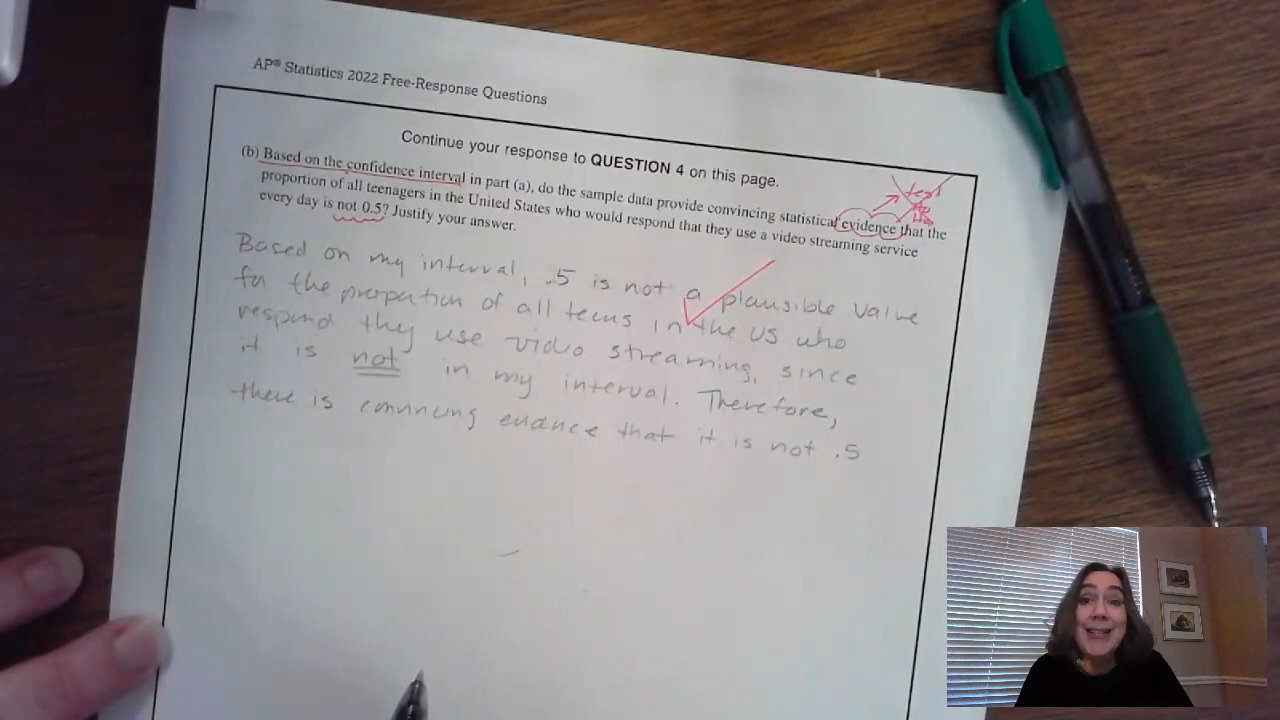 AP® Statistics 2022 Free-Response Questions
Continue your response to QUESTION 4 on this page.
(b) Based on the confidence interval in part (a), do the sample data provide convincing statistical evidence that the
proportion of all teenagers in the United States who would respond that they use a video streaming service
every day is not 0.5? Justify your answer.
test
Based on my interval, .5 is not a plausible value
for the proportion of all teens in the US who
respond they use video streaming, since
it is not in my interval. Therefore,
there is convincing evidence that it is not .5